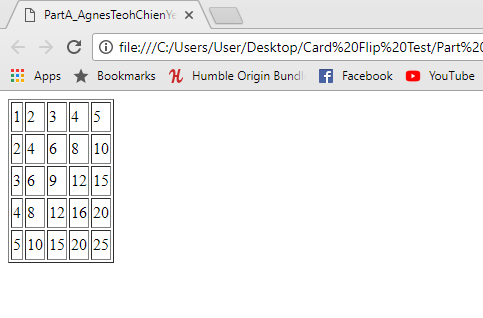 PartA_AgnesTeohChienYe
file:///C:/Users/User/Desktop/Card%20Flip%20Test/Part%20
Apps Bookmarks Humble Origin Bundl Facebook YouTube
1 2 3 4 5
2 4 6 8 10
3 6 9 12 15
4 8 12 16 20
5 10 15 20 25